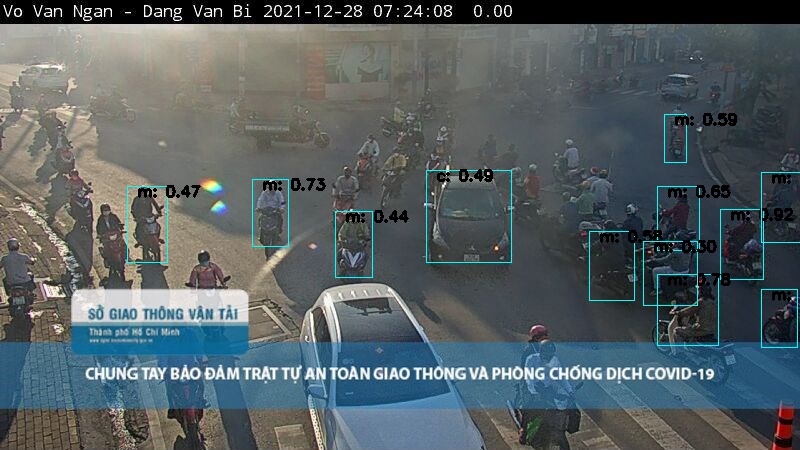 Vo Van Ngan - Dang Van Bi 2021-12-28 07:24:08 0.00
m: 0.59
m: 0.47
m: 0.73
c: 0.49
m: 0.44
m: 0.65
m:
m: 0.92
m: 0.58
m: 0.50
m: 0.78
m:
SỞ GIAO THÔNG VẬN TẢI
Thành phố Hồ Chí Minh
CHUNG TAY BẢO ĐẢM TRẬT TỰ AN TOÀN GIAO THÔNG VÀ PHÒNG CHỐNG DỊCH COVID-19